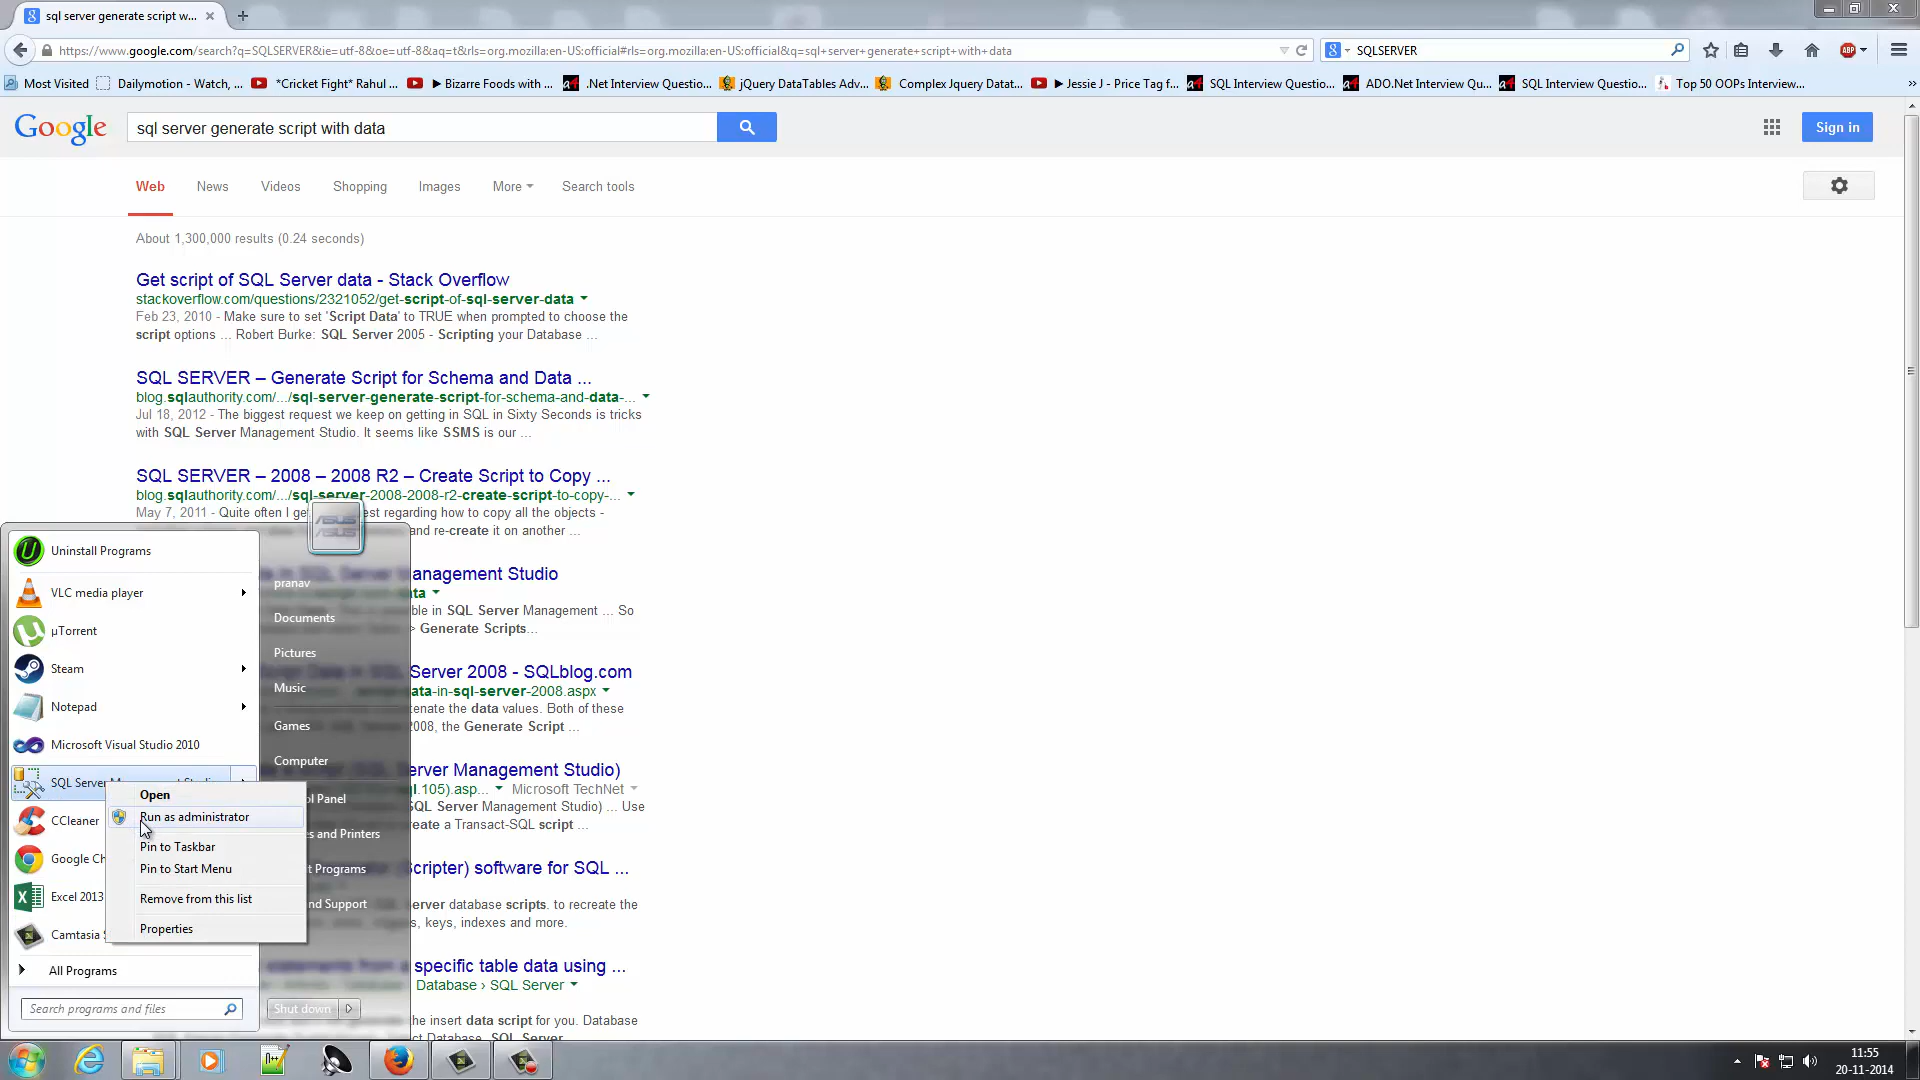 sql server generate script with data w...
https://www.google.com/search?q=SQLSERVER&ie=utf-8&oe=utf-8&aq=t&rls=org.mozilla:en-US:official#rls=org.mozilla:en-US:official&q=sql+server+generate+script+with+data
SQLSERVER
ABP
Most Visited
Dailymotion - Watch, ...
*Cricket Fight* Rahul ...
▶ Bizarre Foods with ...
.Net Interview Questio...
jQuery DataTables Adv...
Complex Jquery Datat...
▶ Jessie J - Price Tag f...
SQL Interview Questio...
ADO.Net Interview Qu...
SQL Interview Question...
Top 50 OOPs Interview...
Google
sql server generate script with data
Sign in
Web
News
Videos
Shopping
Images
More
Search tools
About 1,300,000 results (0.24 seconds)
Get script of SQL Server data - Stack Overflow
stackoverflow.com/questions/2321052/get-script-of-sql-server-data
Feb 23, 2010 - Make sure to set 'Script Data' to TRUE when prompted to choose the
script options ... Robert Burke: SQL Server 2005 - Scripting your Database ...
SQL SERVER – Generate Script for Schema and Data ...
blog.sqlauthority.com/.../sql-server-generate-script-for-schema-and-data-...
Jul 18, 2012 - The biggest request we keep on getting in SQL in Sixty Seconds is tricks
with SQL Server Management Studio. It seems like SSMS is our ...
SQL SERVER – 2008 – 2008 R2 – Create Script to Copy ...
blog.sqlauthority.com/.../sql-server-2008-2008-r2-create-script-to-copy-...
May 7, 2011 - Quite often I get est regarding how to copy all the objects -
and re-create it on another ...
anagement Studio
ta
ble in SQL Server Management ... So
> Generate Scripts...
Server 2008 - SQLblog.com
ata-in-sql-server-2008.aspx
enate the data values. Both of these
008, the Generate Script ...
erver Management Studio)
ql.105).asp... Microsoft TechNet
SQL Server Management Studio) ... Use
create a Transact-SQL script ...
(Scripter) software for SQL ...
erver database scripts. to recreate the
keys, indexes and more.
specific table data using ...
Database › SQL Server
the insert data script for you. Database
ct Database, SQL Server
Uninstall Programs
VLC media player
µTorrent
Steam
Notepad
Microsoft Visual Studio 2010
SQL Server
CCleaner
Google Ch
Excel 2013
Camtasia
All Programs
Search programs and files
ASUS
pranav
Documents
Pictures
Music
Games
Computer
ol Panel
es and Printers
t Programs
nd Support
Shut down
Open
Run as administrator
Pin to Taskbar
Pin to Start Menu
Remove from this list
Properties
11:55
20-11-2014